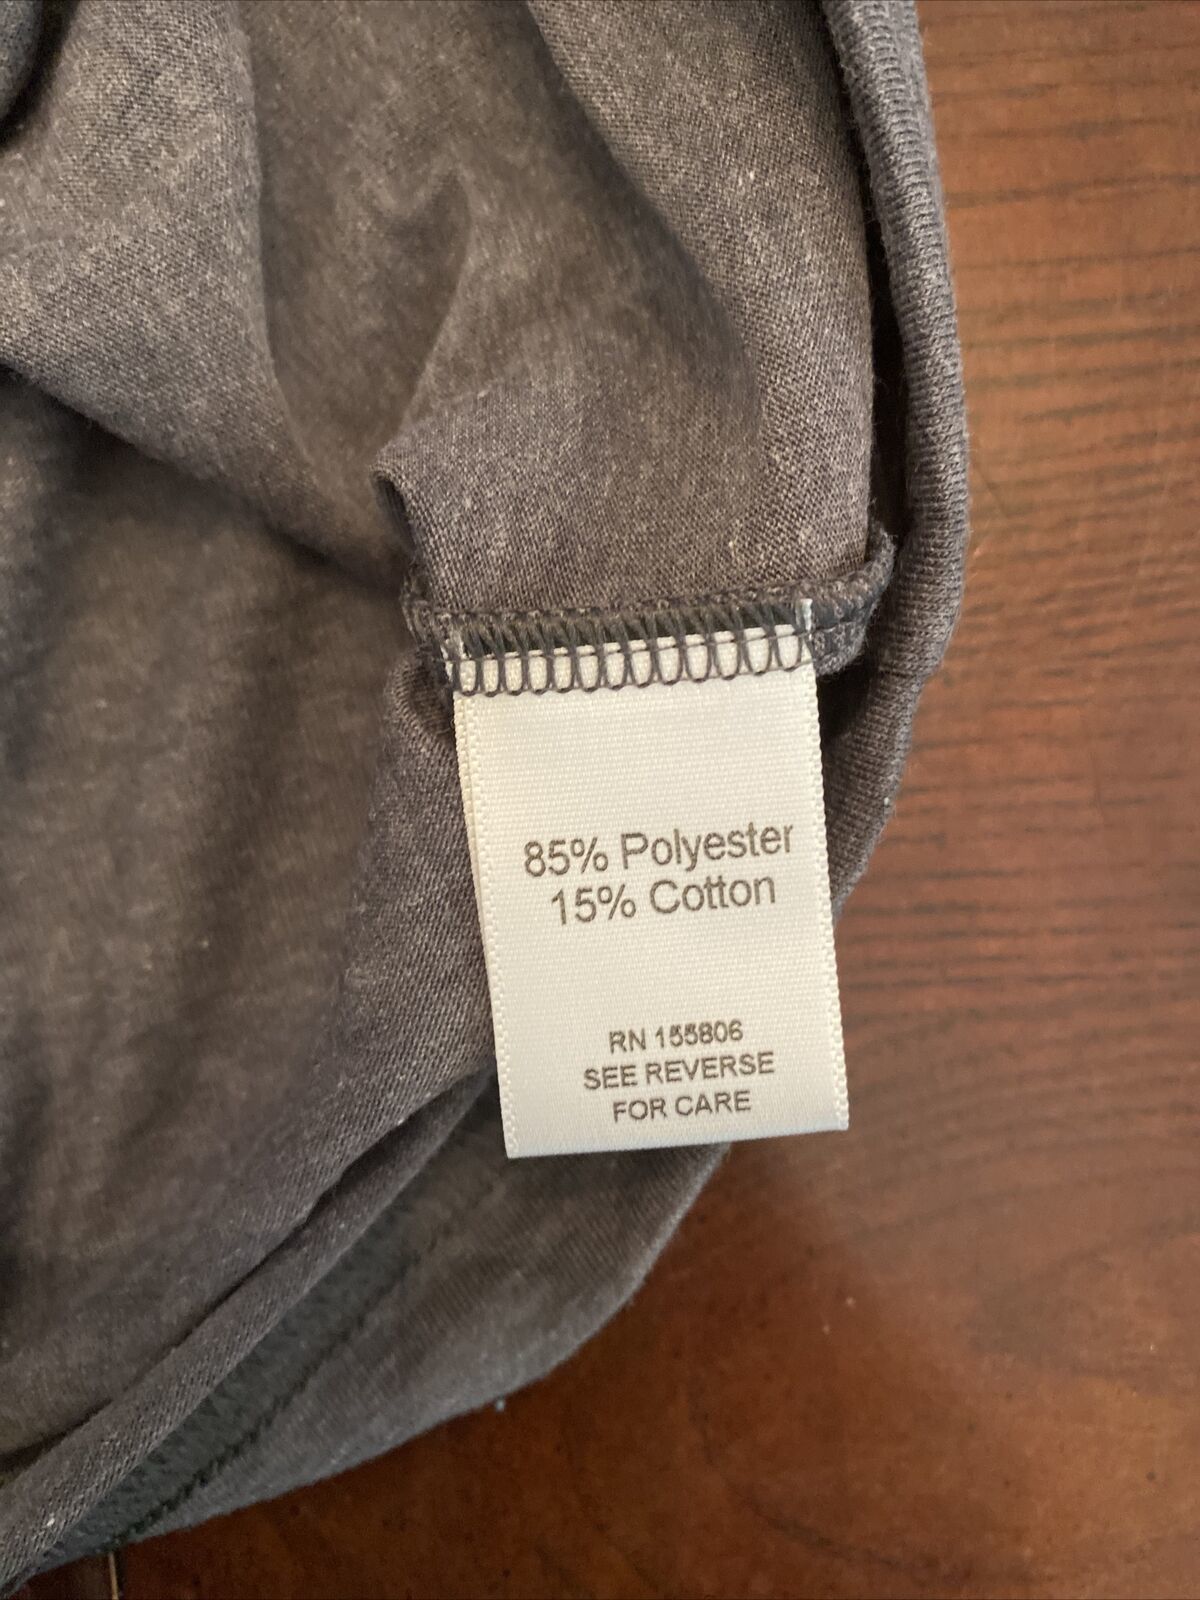 85% Polyester
15% Cotton
RN 155806
SEE REVERSE
FOR CARE